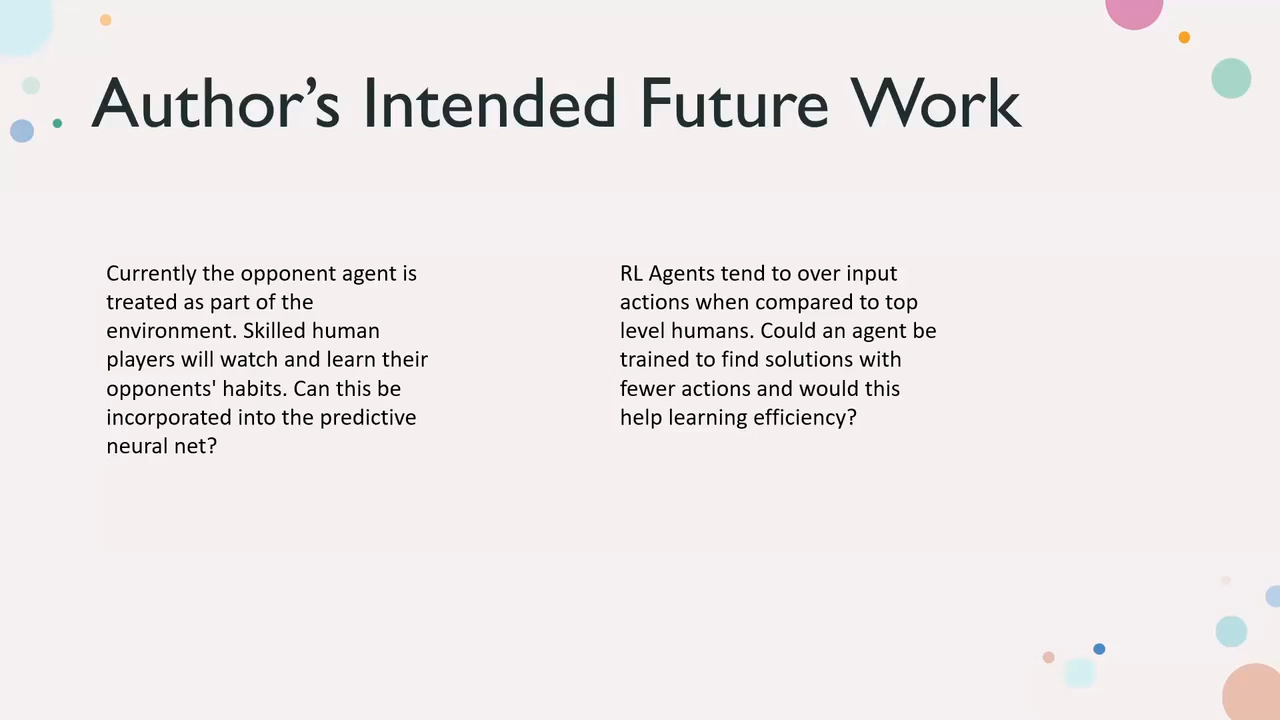 Author’s Intended Future Work
Currently the opponent agent is
treated as part of the
environment. Skilled human
players will watch and learn their
opponents' habits. Can this be
incorporated into the predictive
neural net?
RL Agents tend to over input
actions when compared to top
level humans. Could an agent be
trained to find solutions with
fewer actions and would this
help learning efficiency?